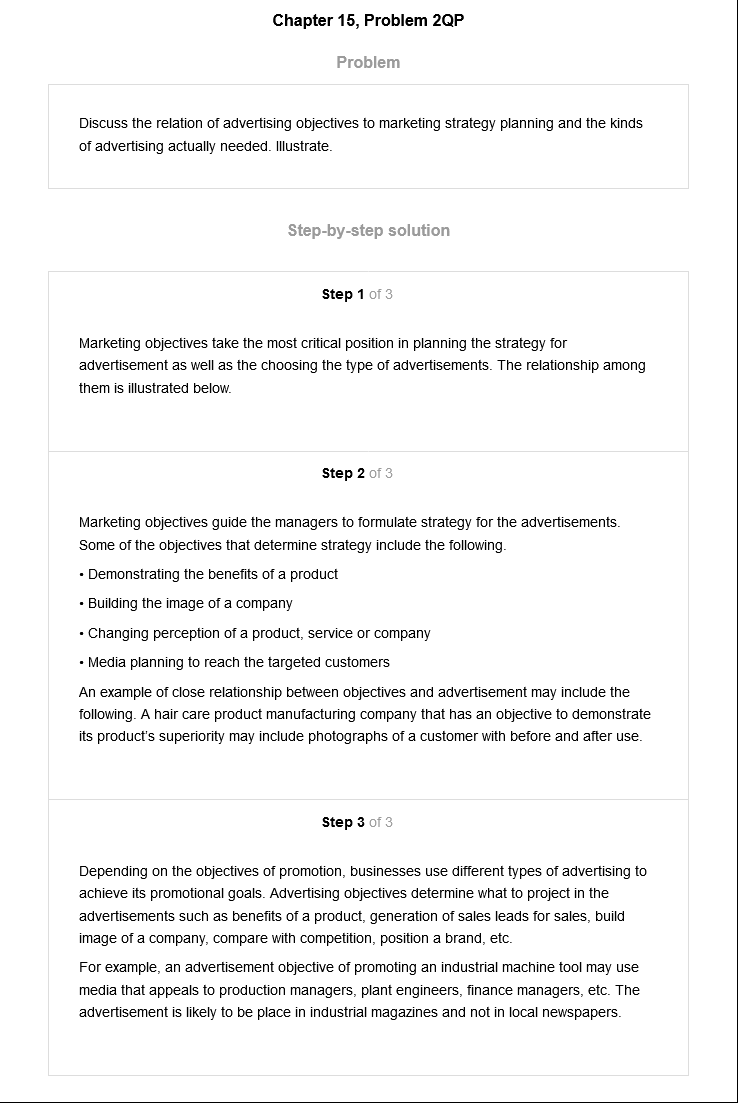 Chapter 15, Problem 2QP
Problem
Discuss the relation of advertising objectives to marketing strategy planning and the kinds
of advertising actually needed. Illustrate.
Step-by-step solution
Step 1 of 3
Marketing objectives take the most critical position in planning the strategy for
advertisement as well as the choosing the type of advertisements. The relationship among
them is illustrated below.
Step 2 of 3
Marketing objectives guide the managers to formulate strategy for the advertisements.
Some of the objectives that determine strategy include the following.
• Demonstrating the benefits of a product
• Building the image of a company
• Changing perception of a product, service or company
• Media planning to reach the targeted customers
An example of close relationship between objectives and advertisement may include the
following. A hair care product manufacturing company that has an objective to demonstrate
its product's superiority may include photographs of a customer with before and after use.
Step 3 of 3
Depending on the objectives of promotion, businesses use different types of advertising to
achieve its promotional goals. Advertising objectives determine what to project in the
advertisements such as benefits of a product, generation of sales leads for sales, build
image of a company, compare with competition, position a brand, etc.
For example, an advertisement objective of promoting an industrial machine tool may use
media that appeals to production managers, plant engineers, finance managers, etc. The
advertisement is likely to be place in industrial magazines and not in local newspapers.